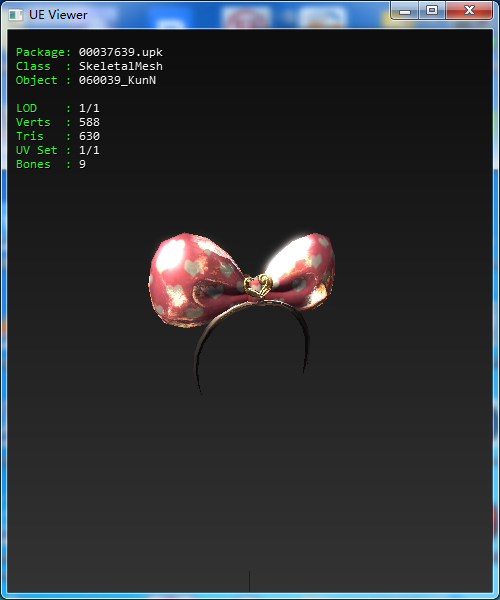 UE Viewer
Package: 00037639.upk
Class : SkeletalMesh
Object : 060039_KunN
LOD : 1/1
Verts : 588
Tris : 630
UV Set : 1/1
Bones : 9